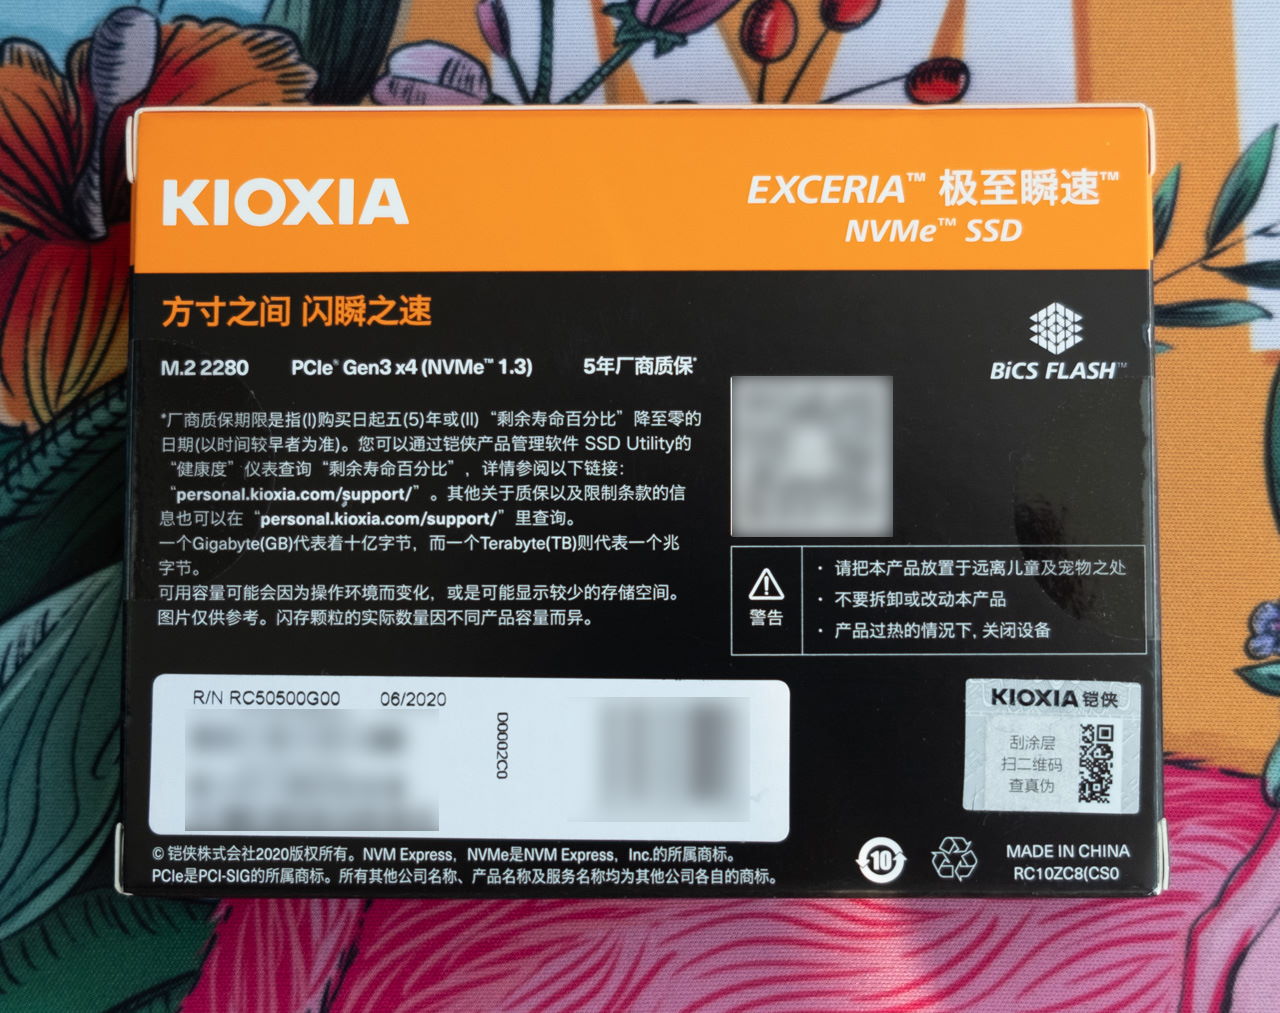 KIOXIA
EXCERIA™ 极至瞬速™
NVMe™ SSD
方寸之间 闪瞬之速
M.2 2280 PCIe® Gen3 x4 (NVMe™ 1.3) 5年厂商质保*
BiCS FLASH™
*厂商质保期限是指(I)购买日起五(5)年或(II) “剩余寿命百分比” 降至零的
日期(以时间较早者为准)。您可以通过铠侠产品管理软件 SSD Utility的
“健康度” 仪表查询 “剩余寿命百分比” ，详情参阅以下链接：
“personal.kioxia.com/support/” 。其他关于质保以及限制条款的信
息也可以在 “personal.kioxia.com/support/” 里查询。
一个Gigabyte(GB)代表着十亿字节，而一个Terabyte(TB)则代表一个兆
字节。
可用容量可能会因为操作环境而变化，或是可能显示较少的存储空间。
图片仅供参考。闪存颗粒的实际数量因不同产品容量而异。
警告
· 请把本产品放置于远离儿童及宠物之处
· 不要拆卸或改动本产品
· 产品过热的情况下, 关闭设备
R/N RC50500G00 06/2020
D0002C0
KIOXIA 铠侠
刮涂层
扫二维码
查真伪
© 铠侠株式会社2020版权所有。NVM Express，NVMe是NVM Express，Inc.的所属商标。
PCIe是PCI-SIG的所属商标。所有其他公司名称、产品名称及服务名称均为其他公司各自的商标。
10
MADE IN CHINA
RC10ZC8(CS0